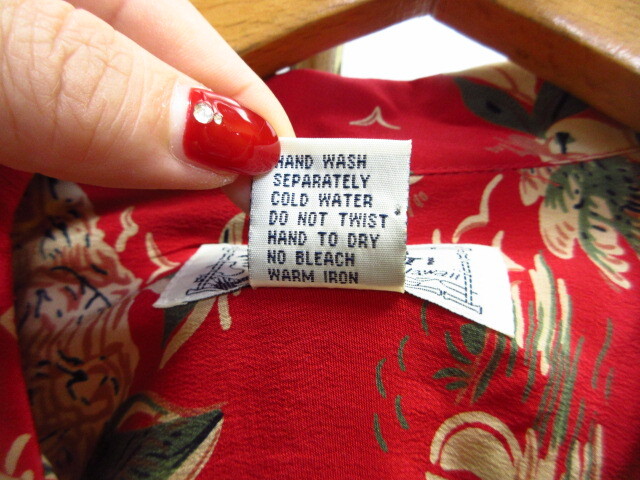 HAND WASH
SEPARATELY
COLD WATER
DO NOT TWIST
HAND TO DRY
NO BLEACH
WARM IRON